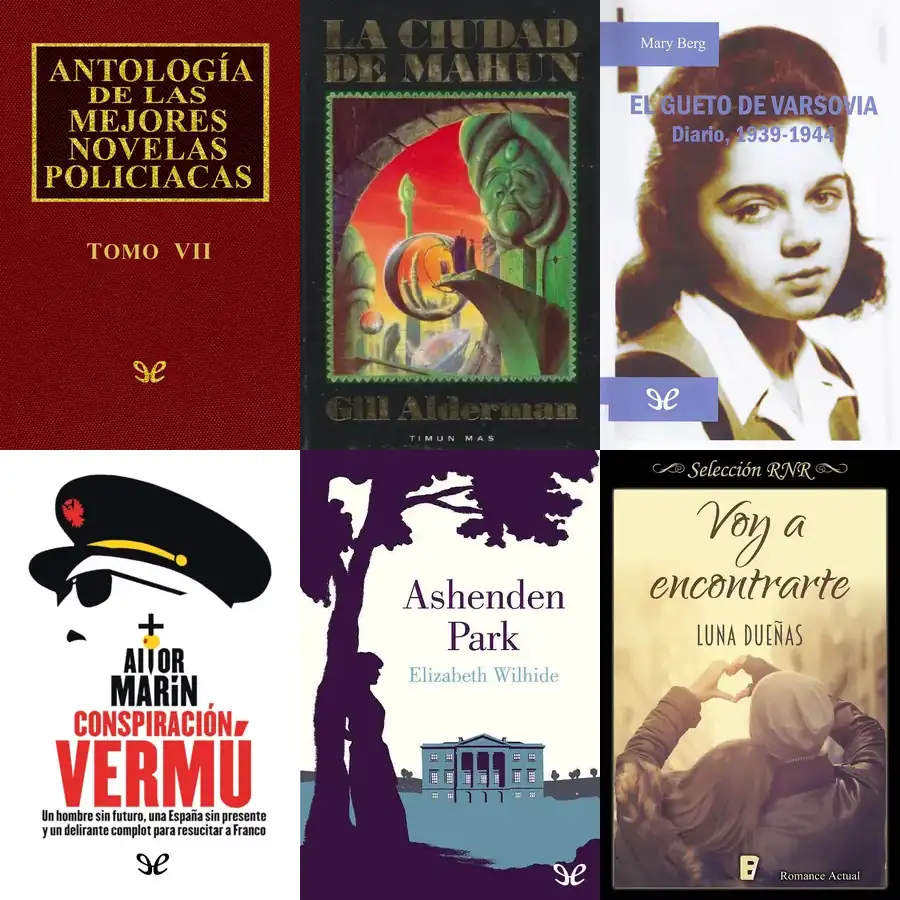 ANTOLOGÍA
DE LAS
MEJORES
NOVELAS
POLICIACAS
TOMO VII
LA CIUDAD
DE MAHUN
Gill Alderman
TIMUN MAS
Mary Berg
EL GUETO DE VARSOVIA
Diario, 1939-1944
AITOR
MARÍN
CONSPIRACIÓN
VERMÚ
Un hombre sin futuro, una España sin presente
y un delirante complot para resucitar a Franco
Ashenden
Park
Elizabeth Wilhide
Selección RNR
Voy a
encontrarte
LUNA DUEÑAS
B
Romance Actual